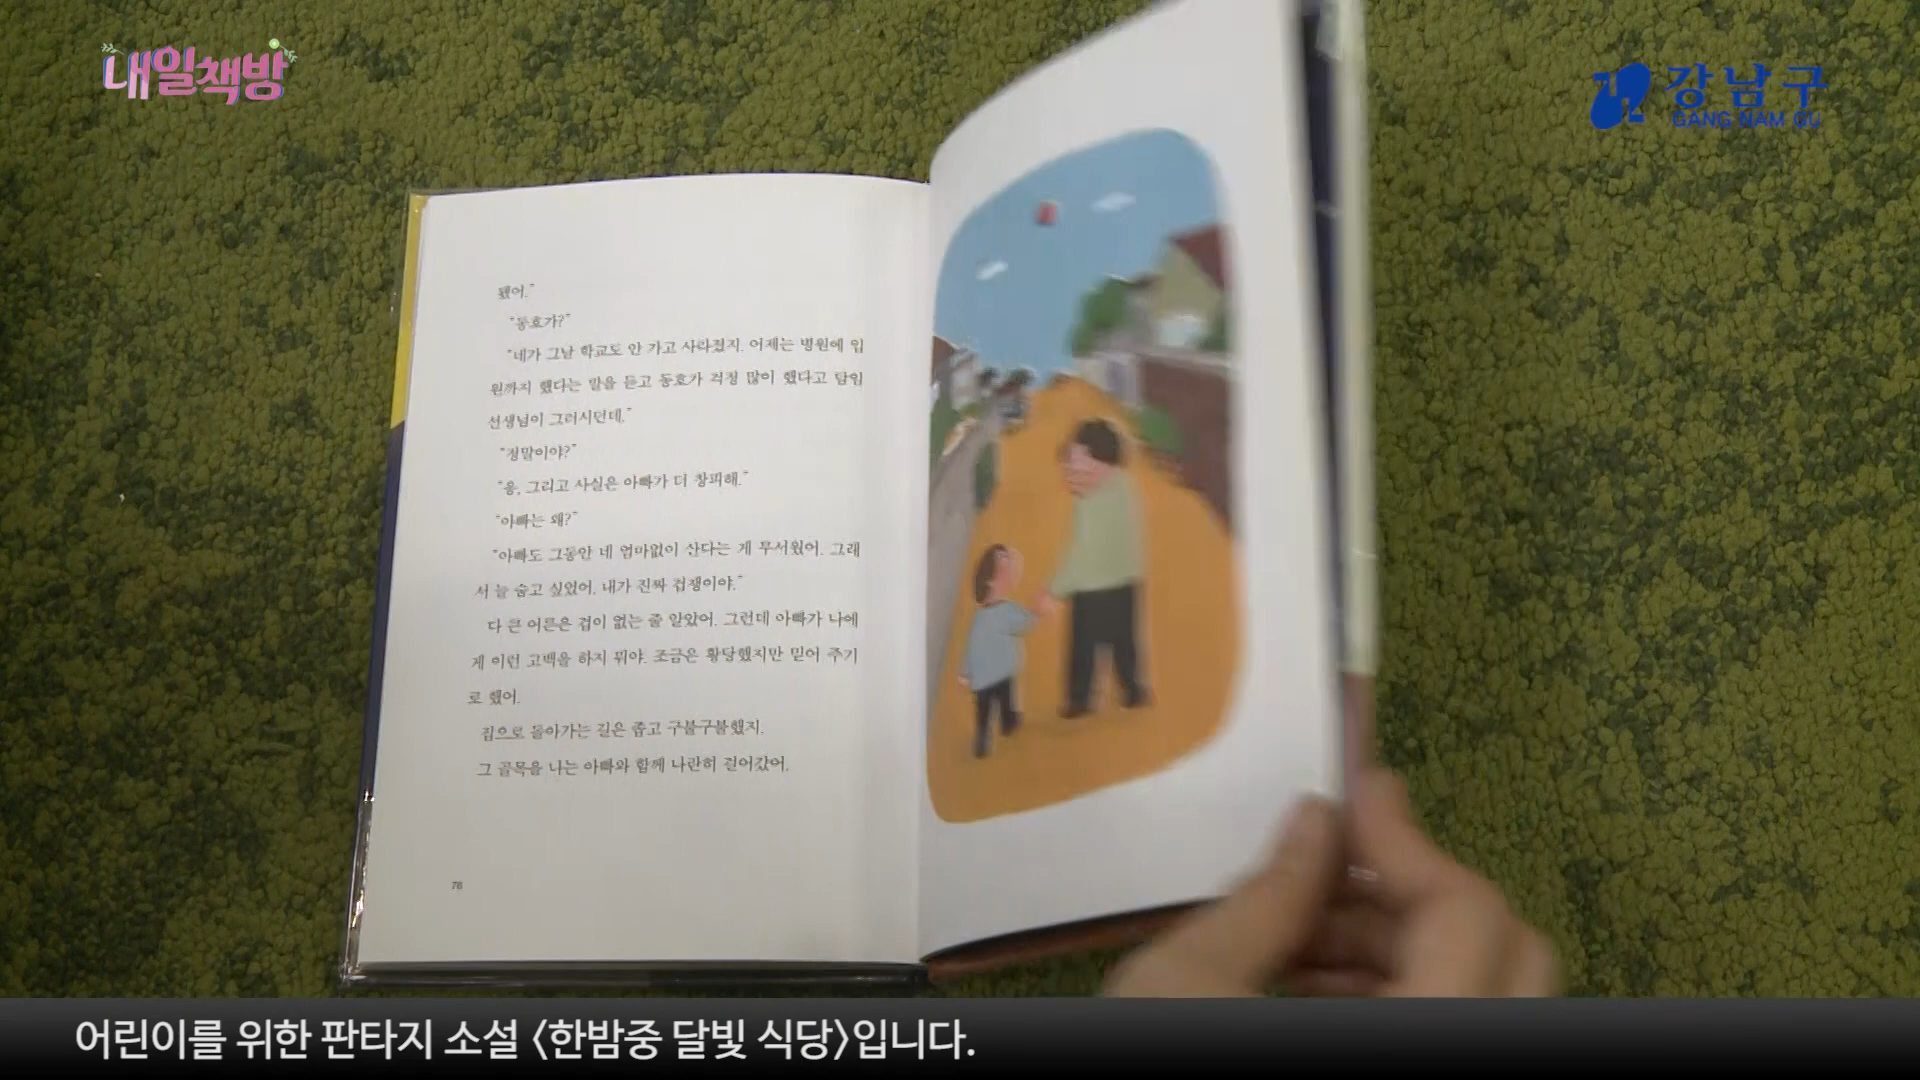 내일책방
강남구
GANG NAM GU
됐어.”
“동호가?”
“네가 그날 학교도 안 가고 사라졌지. 어제는 병원에 입
원까지 했다는 말을 듣고 동호가 걱정 많이 했다고 담임
선생님이 그러시던데.”
“정말이야?”
“응, 그리고 사실은 아빠가 더 창피해.”
“아빠는 왜?”
“아빠도 그동안 네 엄마없이 산다는 게 무서웠어. 그래
서 늘 숨고 싶었어. 내가 진짜 겁쟁이야.”
다 큰 어른은 겁이 없는 줄 알았어. 그런데 아빠가 나에
게 이런 고백을 하지 뭐야. 조금은 황당했지만 믿어 주기
로 했어.
집으로 돌아가는 길은 좁고 구불구불했지.
그 골목을 나는 아빠와 함께 나란히 걸어갔어.
78
어린이를 위한 판타지 소설 〈한밤중 달빛 식당〉입니다.